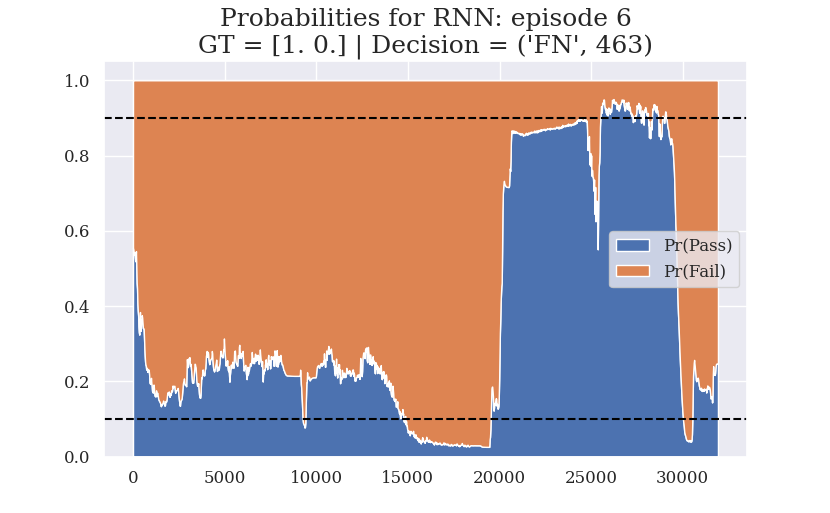 Probabilities for RNN: episode 6
GT = [1. 0.] | Decision = ('FN', 463)
1.0
0.8
0.6
0.4
0.2
0.0
Pr(Pass)
Pr(Fail)
0 5000 10000 15000 20000 25000 30000